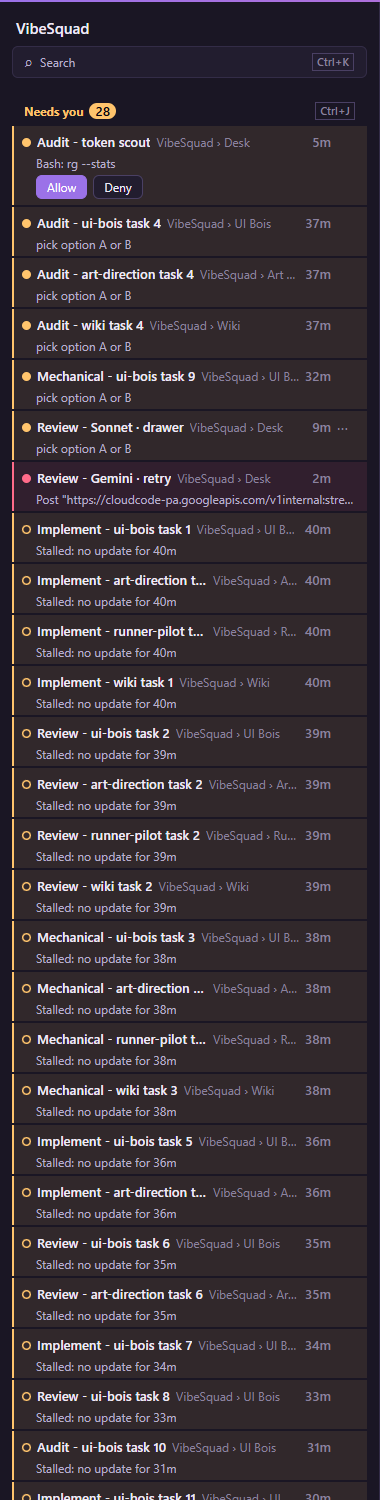 VibeSquad
Search Ctrl+K
Needs you 28 Ctrl+J
Audit - token scout VibeSquad › Desk 5m
Bash: rg --stats
Allow Deny
Audit - ui-bois task 4 VibeSquad › UI Bois 37m
pick option A or B
Audit - art-direction task 4 VibeSquad › Art ... 37m
pick option A or B
Audit - wiki task 4 VibeSquad › Wiki 37m
pick option A or B
Mechanical - ui-bois task 9 VibeSquad › UI B... 32m
pick option A or B
Review - Sonnet · drawer VibeSquad › Desk 9m ···
pick option A or B
Review - Gemini · retry VibeSquad › Desk 2m
Post "https://cloudcode-pa.googleapis.com/v1internal:stre...
Implement - ui-bois task 1 VibeSquad › UI B... 40m
Stalled: no update for 40m
Implement - art-direction t... VibeSquad › A... 40m
Stalled: no update for 40m
Implement - runner-pilot t... VibeSquad › R... 40m
Stalled: no update for 40m
Implement - wiki task 1 VibeSquad › Wiki 40m
Stalled: no update for 40m
Review - ui-bois task 2 VibeSquad › UI Bois 39m
Stalled: no update for 39m
Review - art-direction task 2 VibeSquad › Ar... 39m
Stalled: no update for 39m
Review - runner-pilot task 2 VibeSquad › Ru... 39m
Stalled: no update for 39m
Review - wiki task 2 VibeSquad › Wiki 39m
Stalled: no update for 39m
Mechanical - ui-bois task 3 VibeSquad › UI B... 38m
Stalled: no update for 38m
Mechanical - art-direction ... VibeSquad › A... 38m
Stalled: no update for 38m
Mechanical - runner-pilot t... VibeSquad › R... 38m
Stalled: no update for 38m
Mechanical - wiki task 3 VibeSquad › Wiki 38m
Stalled: no update for 38m
Implement - ui-bois task 5 VibeSquad › UI B... 36m
Stalled: no update for 36m
Implement - art-direction t... VibeSquad › A... 36m
Stalled: no update for 36m
Review - ui-bois task 6 VibeSquad › UI Bois 35m
Stalled: no update for 35m
Review - art-direction task 6 VibeSquad › Ar... 35m
Stalled: no update for 35m
Implement - ui-bois task 7 VibeSquad › UI B... 34m
Stalled: no update for 34m
Review - ui-bois task 8 VibeSquad › UI Bois 33m
Stalled: no update for 33m
Audit - ui-bois task 10 VibeSquad › UI Bois 31m
Stalled: no update for 31m
Implement - ui-bois task 11 VibeSquad › UI ... 30m